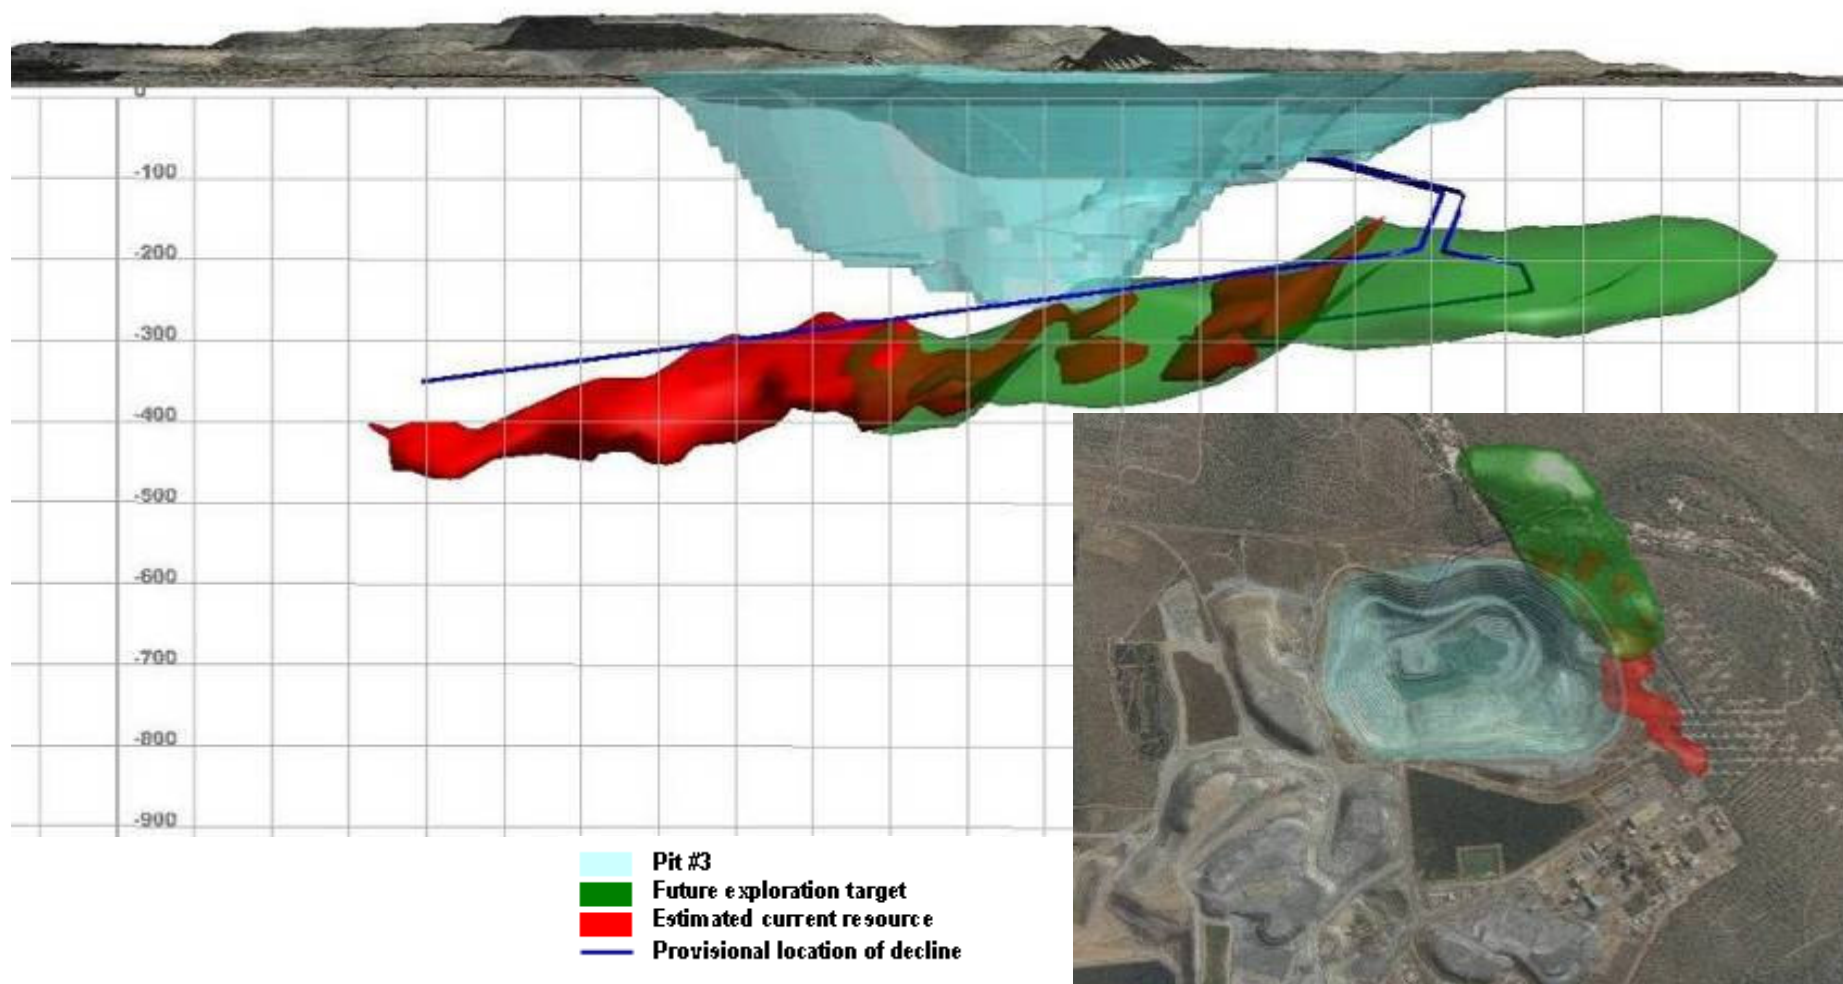 0
-100
-200
-300
-400
-500
-600
-700
-800
-900
Pit #3
Future exploration target
Estimated current resource
Provisional location of decline